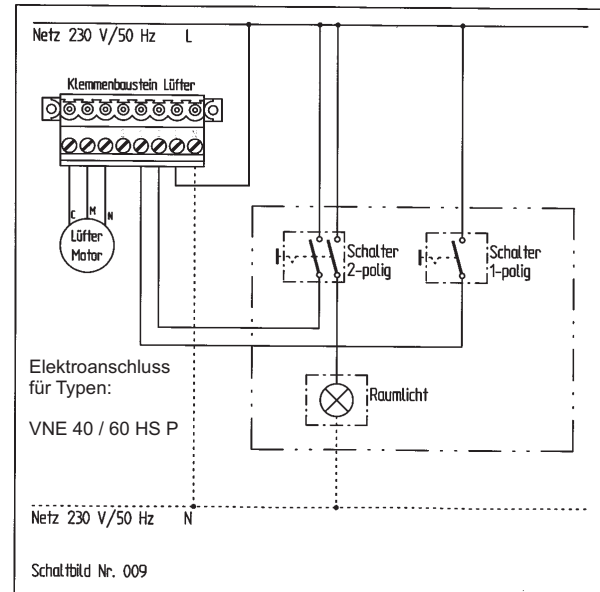 Netz 230 V/50 Hz L
Klemmenbaustein Lüfter
C M N
Lüfter
Motor
Schalter
2-polig
Schalter
1-polig
Elektroanschluss
für Typen:
VNE 40 / 60 HS P
Raumlicht
Netz 230 V/50 Hz N
Schaltbild Nr. 009